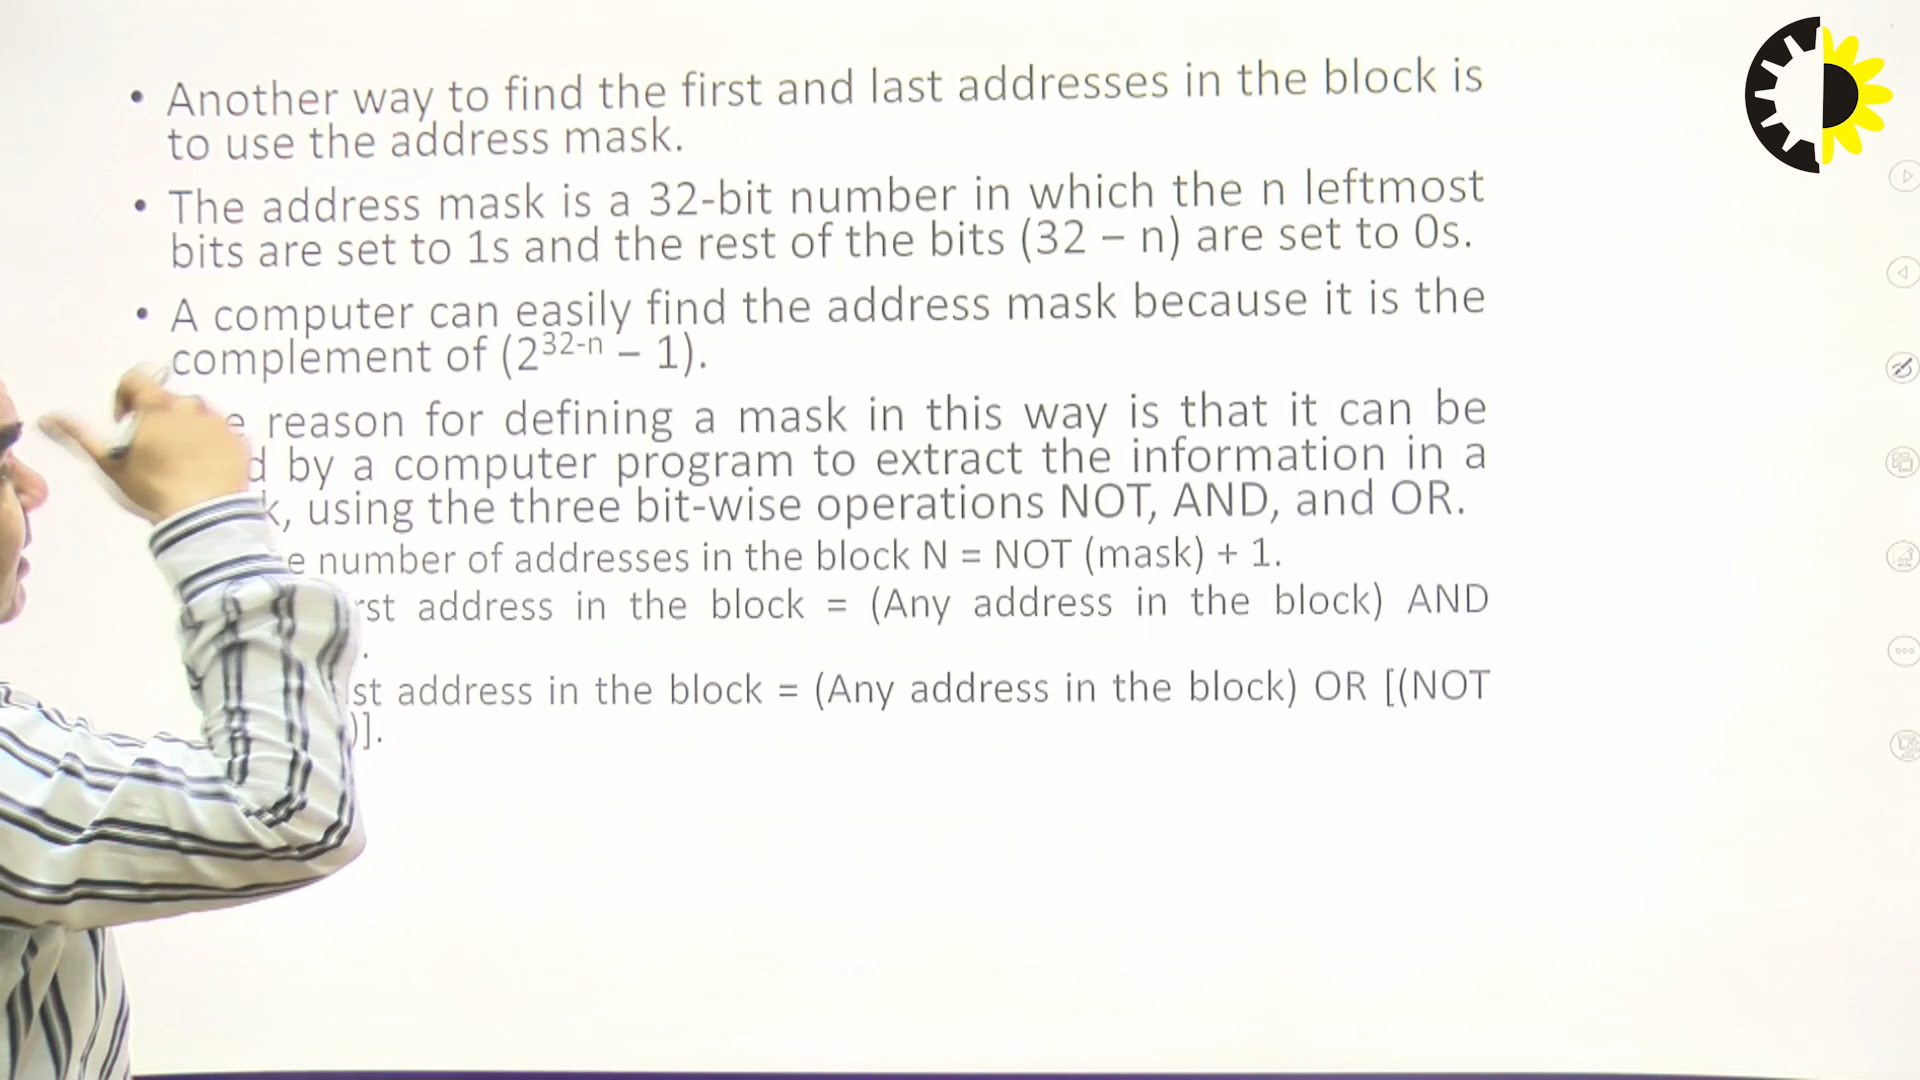 • Another way to find the first and last addresses in the block is
to use the address mask.
• The address mask is a 32-bit number in which the n leftmost
bits are set to 1s and the rest of the bits (32 – n) are set to 0s.
• A computer can easily find the address mask because it is the
complement of (2^32-n – 1).
reason for defining a mask in this way is that it can be
by a computer program to extract the information in a
using the three bit-wise operations NOT, AND, and OR.
number of addresses in the block N = NOT (mask) + 1.
address in the block = (Any address in the block) AND
address in the block = (Any address in the block) OR [(NOT
)].